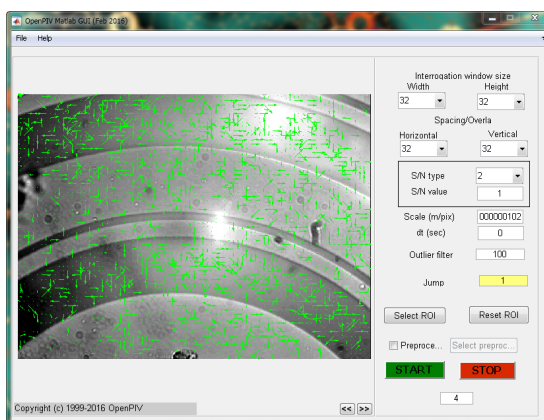 OpenPIV Matlab GUI (Feb 2016)
File Help
Interrogation window size
Width Height
32 32
Spacing/Overla
Horizontal Vertical
32 32
S/N type 2
S/N value 1
Scale (m/pix) 000000102
dt (sec) 0
Outlier filter 100
Jump 1
Select ROI Reset ROI
Preproce... Select preproc...
START STOP
4
Copyright (c) 1999-2016 OpenPIV << >>